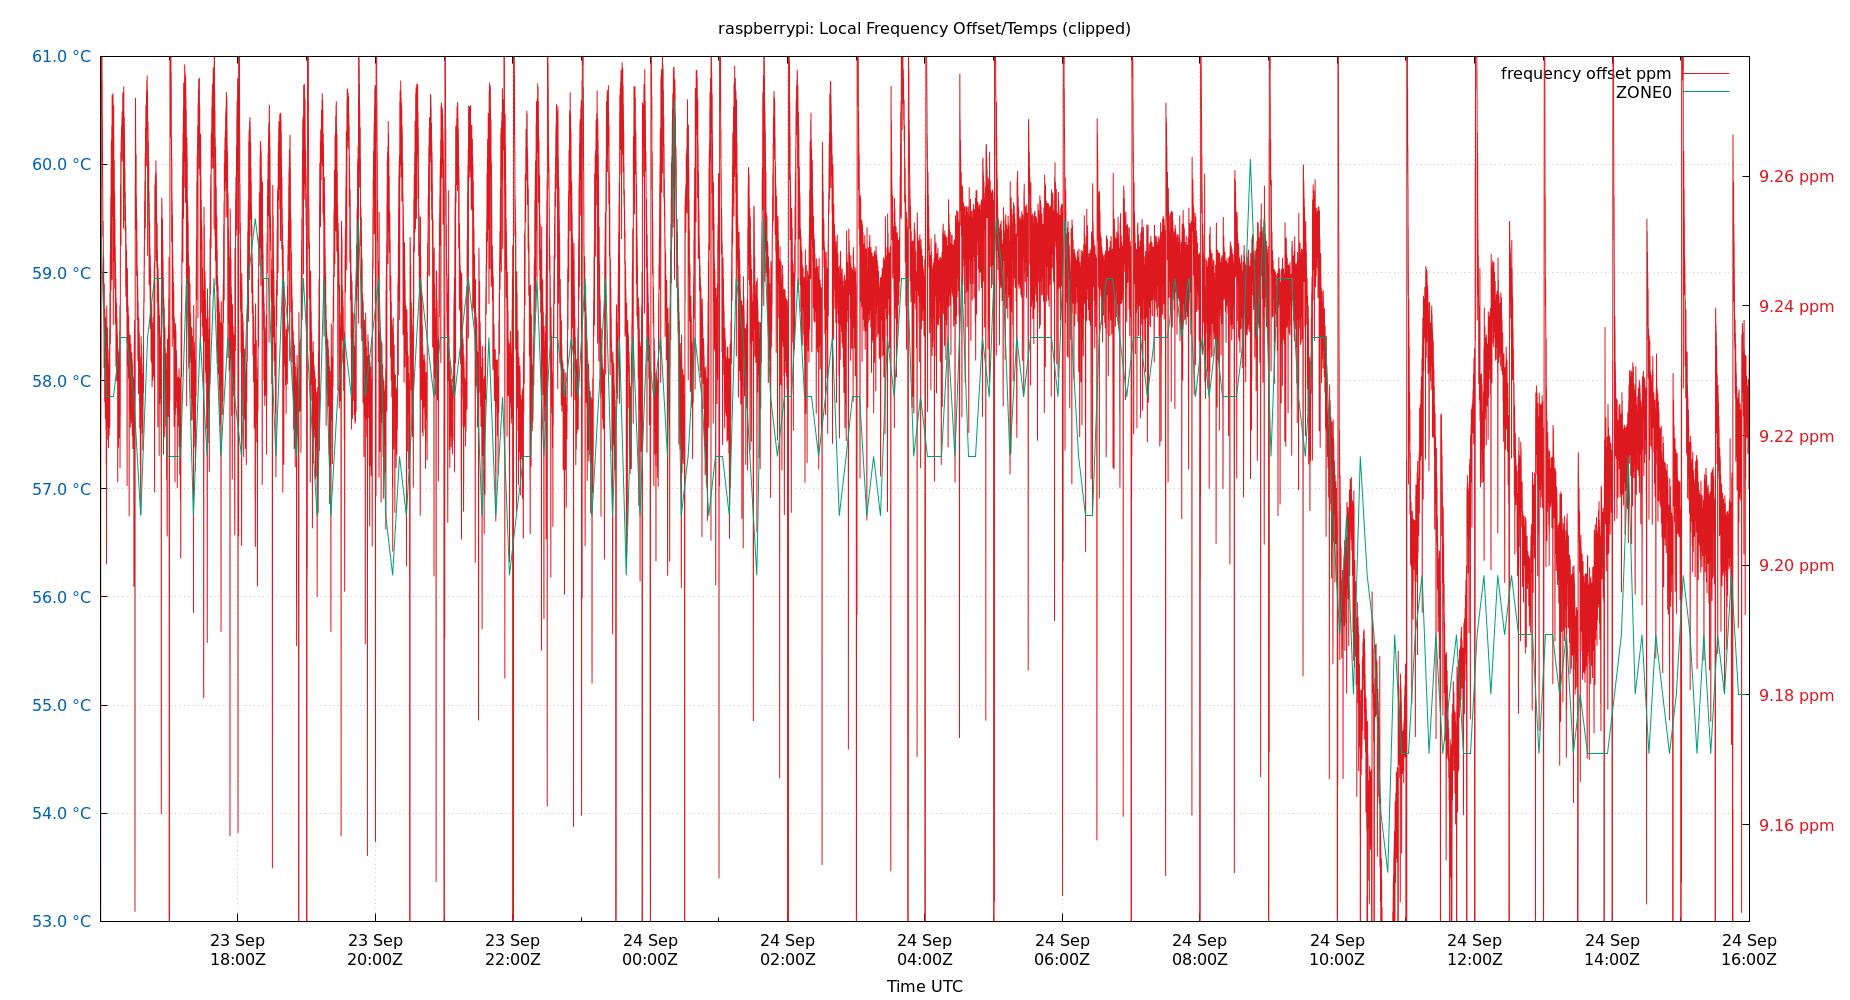 raspberrypi: Local Frequency Offset/Temps (clipped)
61.0 °C
frequency offset ppm
ZONE0
60.0 °C
9.26 ppm
59.0 °C
9.24 ppm
58.0 °C
9.22 ppm
57.0 °C
9.20 ppm
56.0 °C
9.18 ppm
55.0 °C
54.0 °C
9.16 ppm
53.0 °C
23 Sep 23 Sep 23 Sep 24 Sep 24 Sep 24 Sep 24 Sep 24 Sep 24 Sep 24 Sep 24 Sep 24 Sep
18:00Z 20:00Z 22:00Z 00:00Z 02:00Z 04:00Z 06:00Z 08:00Z 10:00Z 12:00Z 14:00Z 16:00Z
Time UTC